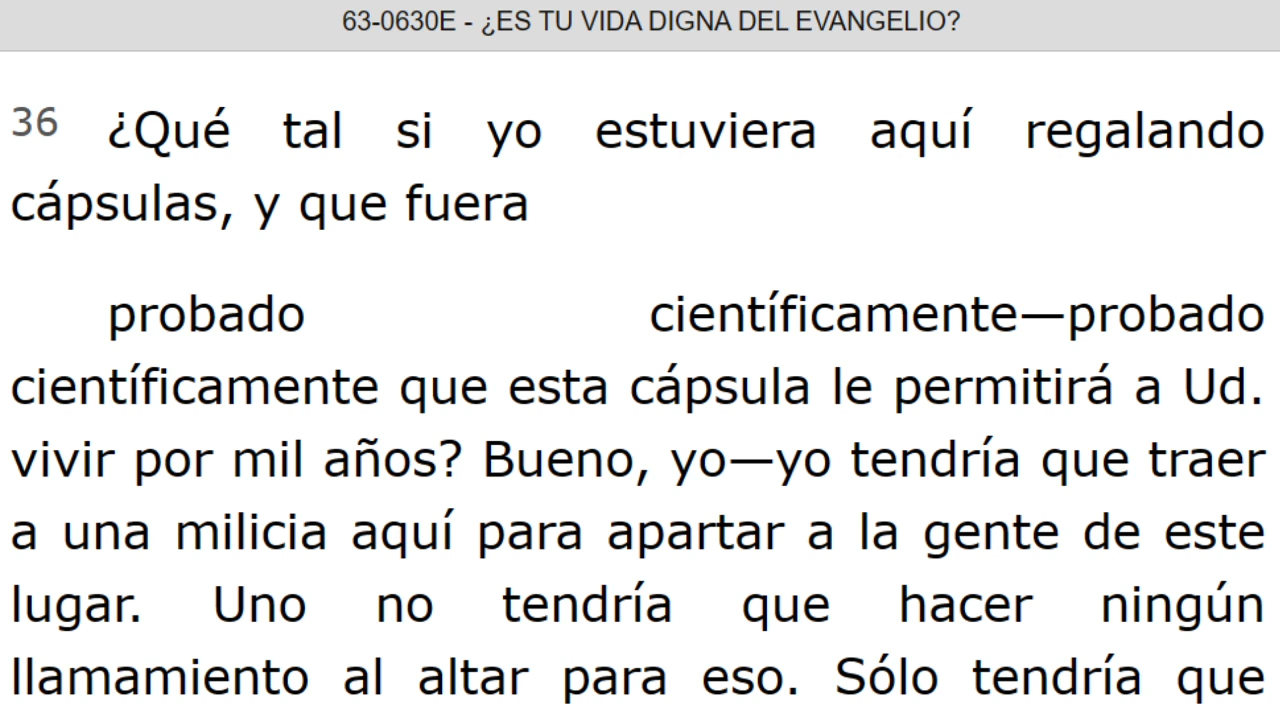 63-0630E - ¿ES TU VIDA DIGNA DEL EVANGELIO?
36 ¿Qué tal si yo estuviera aquí regalando
cápsulas, y que fuera
probado científicamente—probado
científicamente que esta cápsula le permitirá a Ud.
vivir por mil años? Bueno, yo—yo tendría que traer
a una milicia aquí para apartar a la gente de este
lugar. Uno no tendría que hacer ningún
llamamiento al altar para eso. Sólo tendría que